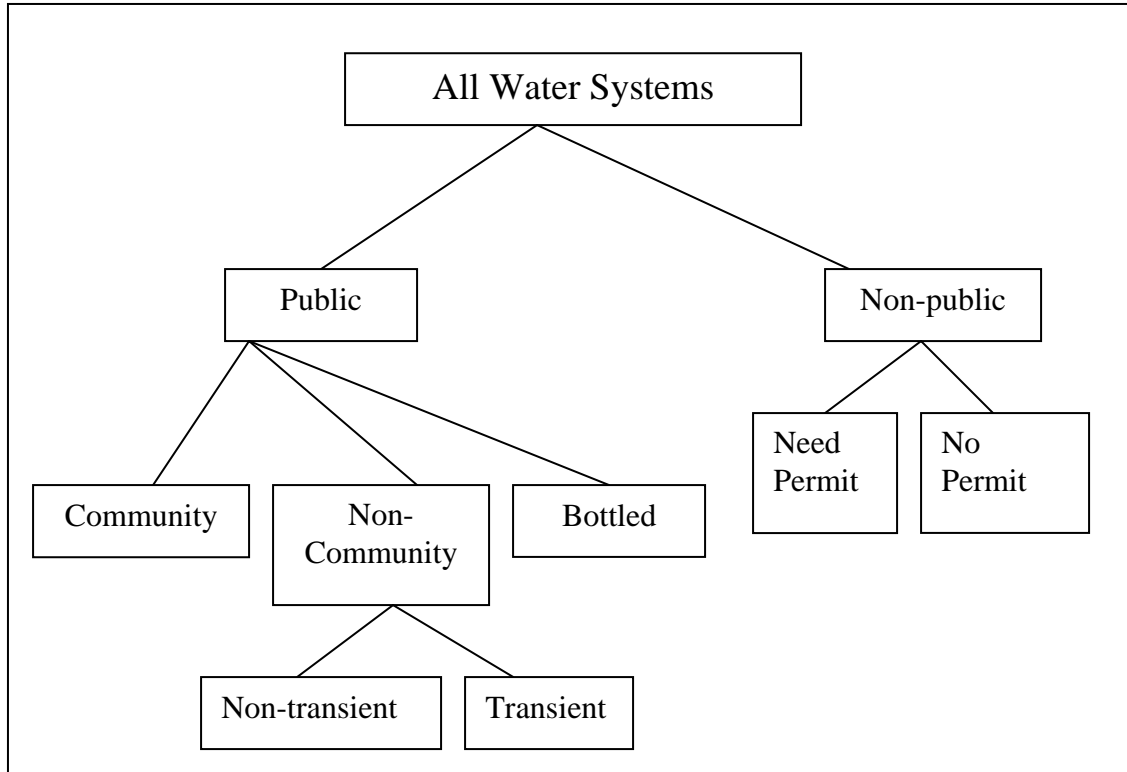 All Water Systems
Public
Non-public
Need
Permit
No
Permit
Community
Non-
Community
Bottled
Non-transient
Transient